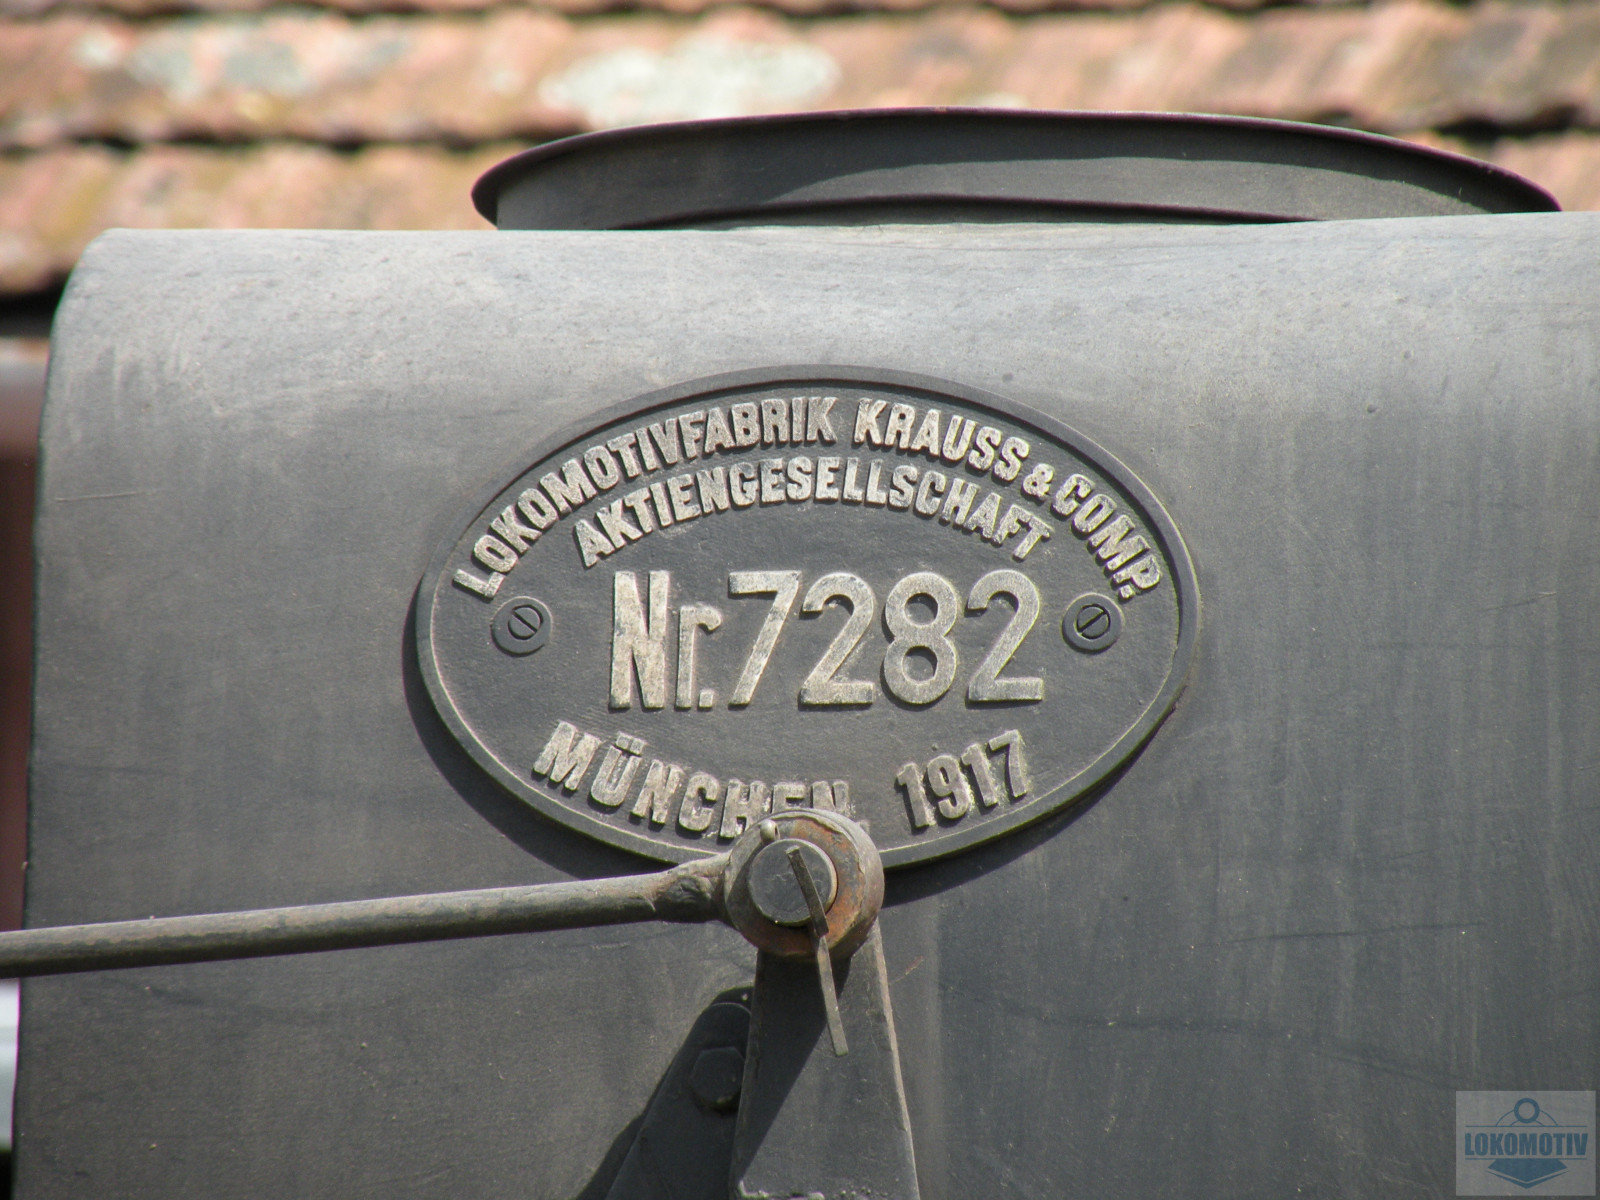 LOKOMOTIVFABRIK KRAUSS & COMP.
AKTIENGESELLSCHAFT
Nr. 7282
MÜNCHEN 1917
LOKOMOTIV